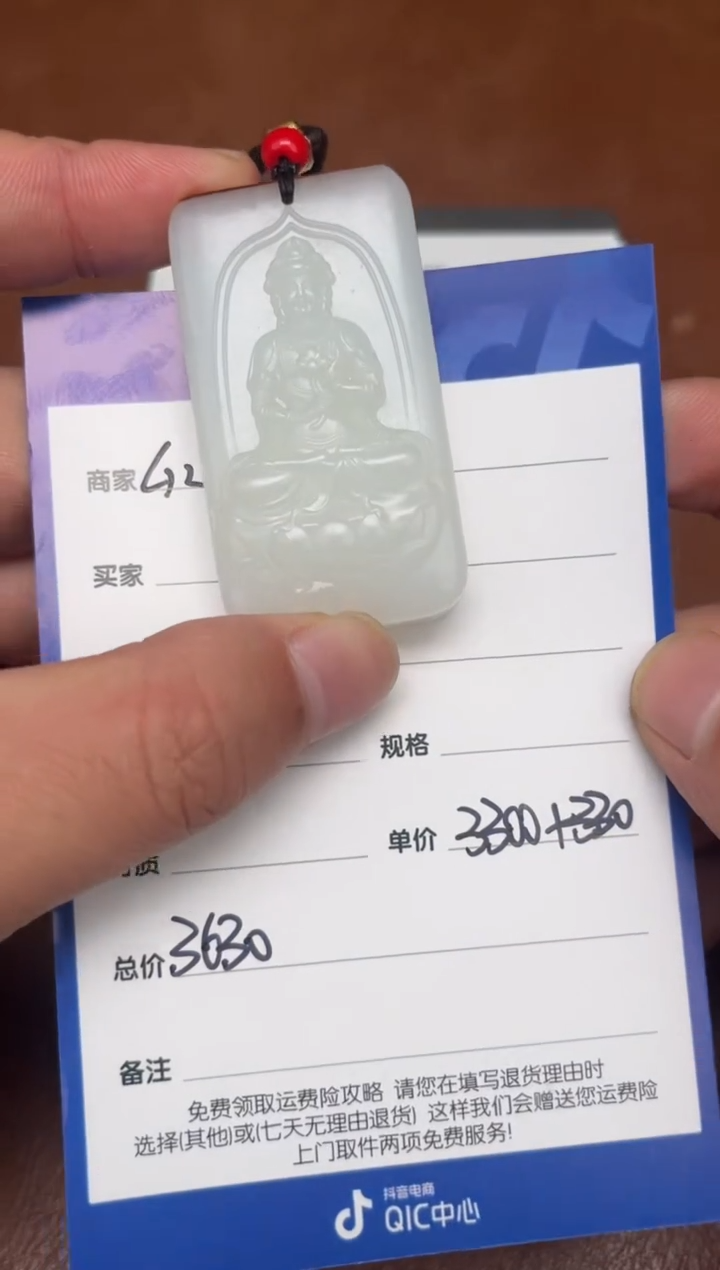 商家
买家
规格
质 单价 3300+330
总价 3630
备注
免费领取运费险攻略 请您在填写退货理由时
选择(其他)或(七天无理由退货) 这样我们会赠送您运费险
上门取件两项免费服务!
抖音电商
QIC中心